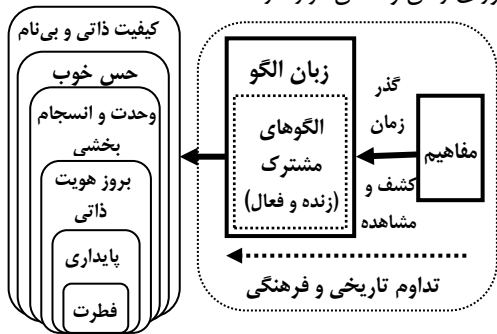 مفاهیم
گذر
زمان
کشف و
مشاهده
زبان الگو
الگوهای
مشترک
(زنده و فعال)
تداوم تاریخی و فرهنگی
کیفیت ذاتی و بی‌نام
حس خوب
وحدت و انسجام
بخشی
بروز هویت
ذاتی
پایداری
فطرت